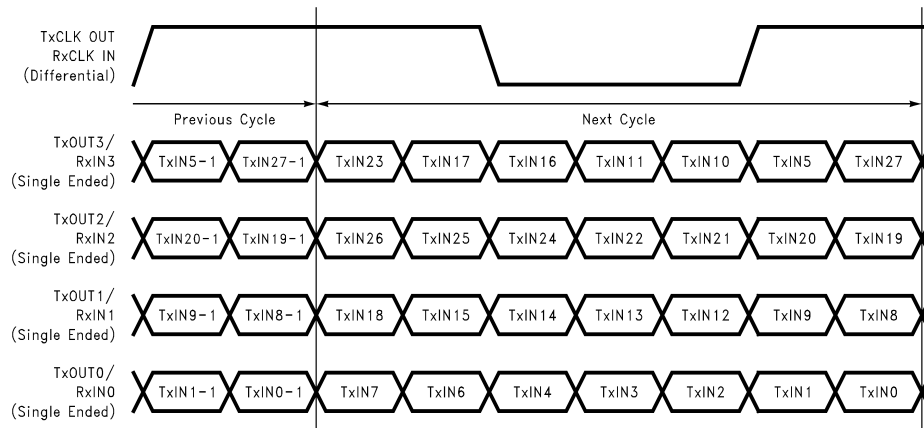 TxCLK OUT
RxCLK IN
(Differential)
Previous Cycle Next Cycle
TxOUT3/
RxIN3
(Single Ended)
TxIN5-1 TxIN27-1 TxIN23 TxIN17 TxIN16 TxIN11 TxIN10 TxIN5 TxIN27
TxOUT2/
RxIN2
(Single Ended)
TxIN20-1 TxIN19-1 TxIN26 TxIN25 TxIN24 TxIN22 TxIN21 TxIN20 TxIN19
TxOUT1/
RxIN1
(Single Ended)
TxIN9-1 TxIN8-1 TxIN18 TxIN15 TxIN14 TxIN13 TxIN12 TxIN9 TxIN8
TxOUT0/
RxIN0
(Single Ended)
TxIN1-1 TxIN0-1 TxIN7 TxIN6 TxIN4 TxIN3 TxIN2 TxIN1 TxIN0